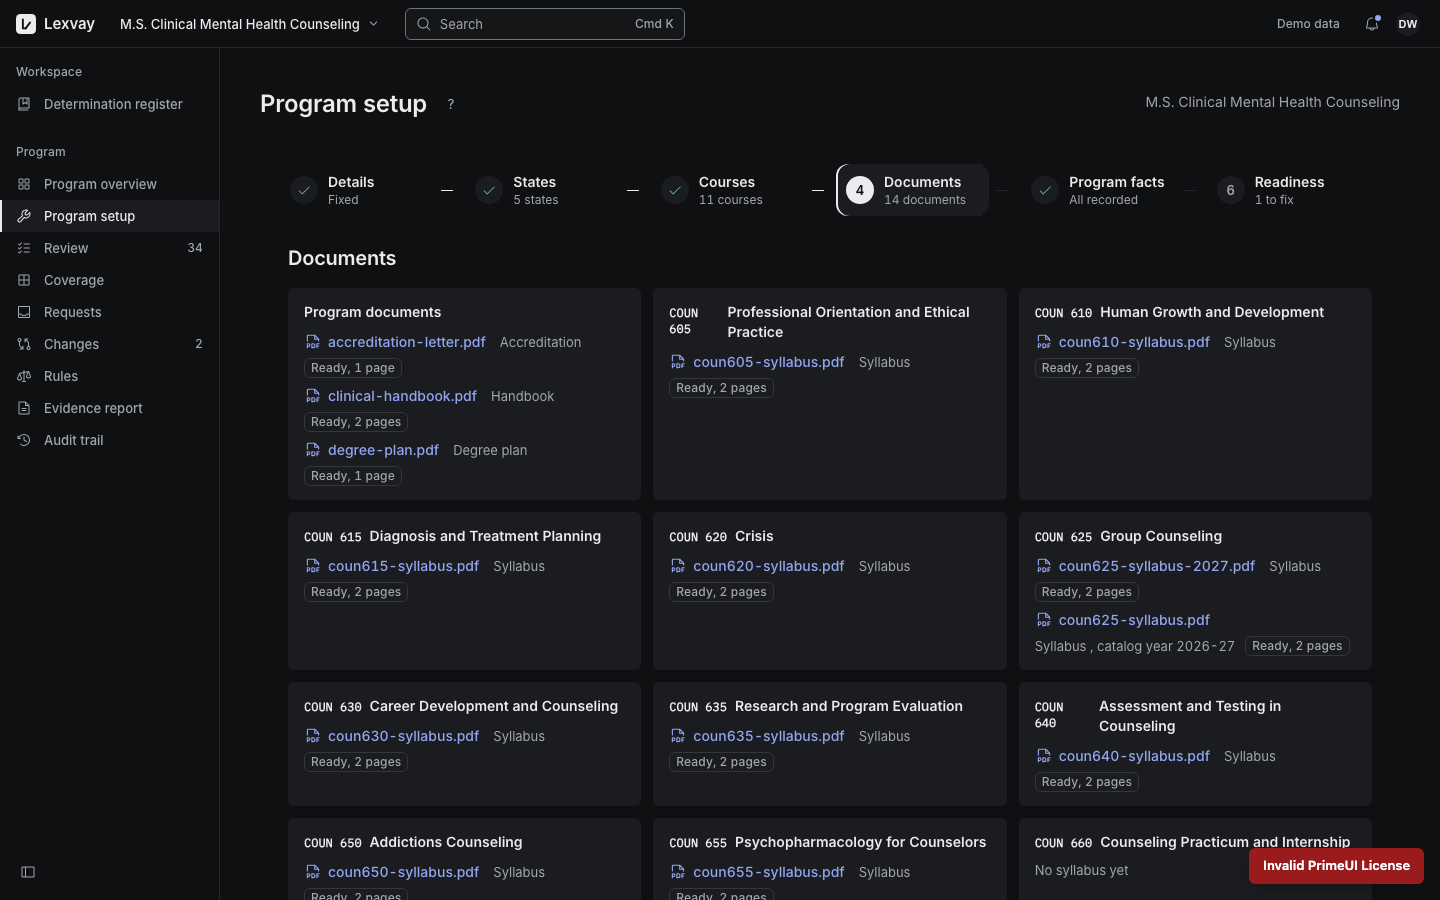 Lexvay
M.S. Clinical Mental Health Counseling
Search
Cmd K
Demo data
DW
Workspace
Determination register
Program
Program overview
Program setup
Review
34
Coverage
Requests
Changes
2
Rules
Evidence report
Audit trail
Program setup
?
M.S. Clinical Mental Health Counseling
Details
Fixed
States
5 states
Courses
11 courses
4
Documents
14 documents
Program facts
All recorded
6
Readiness
1 to fix
Documents
Program documents
accreditation-letter.pdf Accreditation
Ready, 1 page
clinical-handbook.pdf Handbook
Ready, 2 pages
degree-plan.pdf Degree plan
Ready, 1 page
COUN 605
Professional Orientation and Ethical
Practice
coun605-syllabus.pdf Syllabus
Ready, 2 pages
COUN 610 Human Growth and Development
coun610-syllabus.pdf Syllabus
Ready, 2 pages
COUN 615 Diagnosis and Treatment Planning
coun615-syllabus.pdf Syllabus
Ready, 2 pages
COUN 620 Crisis
coun620-syllabus.pdf Syllabus
Ready, 2 pages
COUN 625 Group Counseling
coun625-syllabus-2027.pdf Syllabus
Ready, 2 pages
coun625-syllabus.pdf
Syllabus , catalog year 2026-27 Ready, 2 pages
COUN 630 Career Development and Counseling
coun630-syllabus.pdf Syllabus
Ready, 2 pages
COUN 635 Research and Program Evaluation
coun635-syllabus.pdf Syllabus
Ready, 2 pages
COUN 640
Assessment and Testing in
Counseling
coun640-syllabus.pdf Syllabus
Ready, 2 pages
COUN 650 Addictions Counseling
coun650-syllabus.pdf Syllabus
Ready, 2 pages
COUN 655 Psychopharmacology for Counselors
coun655-syllabus.pdf Syllabus
Ready, 2 pages
COUN 660 Counseling Practicum and Internship
No syllabus yet
Invalid PrimeUI License